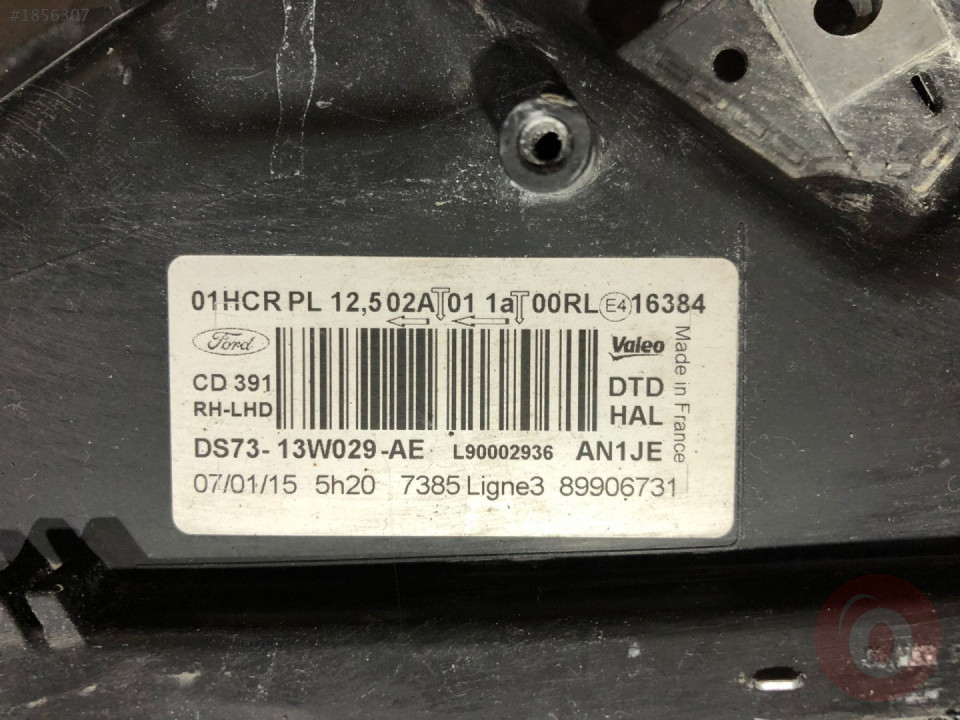 #1856307
01HCR PL 12,5 02A 01 1a 00RL E4 16384
Ford
Valeo
Made in France
CD 391
DTD
RH-LHD
HAL
DS73-13W029-AE L90002936 AN1JE
07/01/15 5h20 7385 Ligne3 89906731